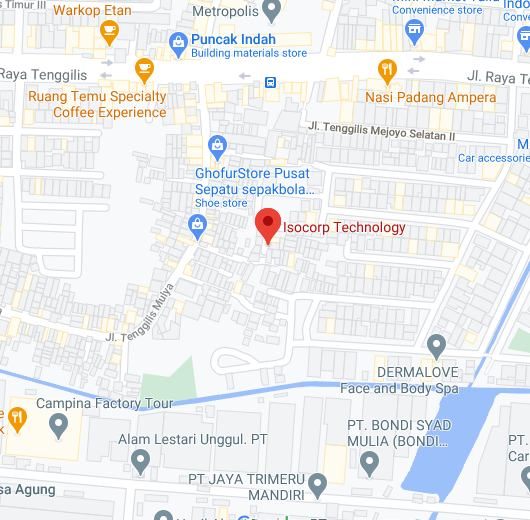 s Timur III
Metropolis
Warkop Etan
Convenience store
Convenience
Puncak Indah
Building materials store
Raya Tenggilis
Jl. Raya Te
Ruang Temu Specialty
Coffee Experience
Nasi Padang Ampera
Jl. Tenggilis Mejoyo Selatan II
M
Car accessorie
GhofurStore Pusat
Sepatu sepakbola...
Shoe store
Isocorp Technology
Jl. Tenggilis Mulya
DERMALOVE
Face and Body Spa
Campina Factory Tour
e
k
Alam Lestari Unggul. PT
PT. BONDI SYAD
MULIA (BONDI...
PT.
Car
PT JAYA TRIMERU
MANDIRI
sa Agung